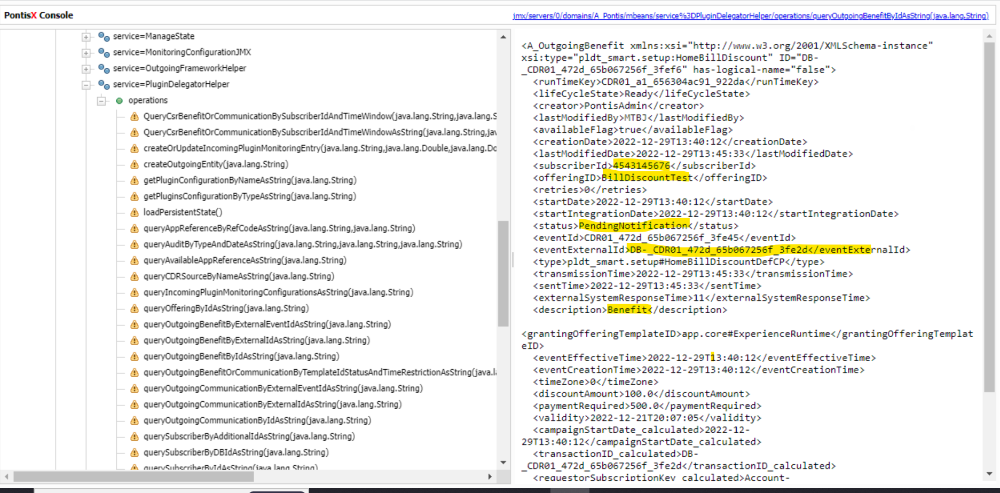 PontisX Console
jmx/servers/0/domains/A_Pontis/mbeans/service%3DPluginDelegatorHelper/operations/queryOutgoingBenefitByIdAsString(java.lang.String)
service=ManageState
service=MonitoringConfigurationJMX
service=OutgoingFrameworkHelper
service=PluginDelegatorHelper
operations
QueryCsrBenefitOrCommunicationBySubscriberIdAndTimeWindow(java.lang.String,java.lang.S
QueryCsrBenefitOrCommunicationBySubscriberIdAndTimeWindowAsString(java.lang.String,jav
createOrUpdateIncomingPluginMonitoringEntry(java.lang.String,java.lang.Double,java.lang.Do
createOutgoingEntity(java.lang.String)
getPluginConfigurationByNameAsString(java.lang.String)
getPluginsConfigurationByTypeAsString(java.lang.String)
loadPersistentState()
queryAppReferenceByRefCodeAsString(java.lang.String,java.lang.String)
queryAuditByTypeAndDateAsString(java.lang.String,java.lang.String,java.lang.String)
queryAvailableAppReferenceAsString(java.lang.String)
queryCDRSourceByNameAsString(java.lang.String)
queryIncomingPluginMonitoringConfigurationsAsString(java.lang.String)
queryOfferingByIdAsString(java.lang.String)
queryOutgoingBenefitByExternalEventIdAsString(java.lang.String)
queryOutgoingBenefitByExternalIdAsString(java.lang.String)
queryOutgoingBenefitByIdAsString(java.lang.String)
queryOutgoingBenefitOrCommunicationByTemplateIdStatusAndTimeRestrictionAsString(java.l
queryOutgoingCommunicationByExternalEventIdAsString(java.lang.String)
queryOutgoingCommunicationByExternalIdAsString(java.lang.String)
queryOutgoingCommunicationByIdAsString(java.lang.String)
querySubscriberByAdditionalIdAsString(java.lang.String)
querySubscriberByDBIdAsString(java.lang.String)
querySubscriberByIdAsString(java.lang.String)
<A_OutgoingBenefit xmlns:xsi="http://www.w3.org/2001/XMLSchema-instance"
xsi:type="pldt_smart.setup:HomeBillDiscount" ID="DB-
_CDR01_472d_65b067256f_3fef6" has-logical-name="false">
<runTimeKey>CDR01_a1_656304ac91_922da</runTimeKey>
<lifeCycleState>Ready</lifeCycleState>
<creator>PontisAdmin</creator>
<lastModifiedBy>MTBJ</lastModifiedBy>
<availableFlag>true</availableFlag>
<creationDate>2022-12-29T13:40:12</creationDate>
<lastModifiedDate>2022-12-29T13:45:33</lastModifiedDate>
<subscriberId>4543145676</subscriberId>
<offeringID>BillDiscountTest</offeringID>
<retries>0</retries>
<startDate>2022-12-29T13:40:12</startDate>
<startIntegrationDate>2022-12-29T13:40:12</startIntegrationDate>
<status>PendingNotification</status>
<eventId>CDR01_472d_65b067256f_3fe45</eventId>
<eventExternalId>DB-_CDR01_472d_65b067256f_3fe2d</eventExternalId>
<type>pldt_smart.setup#HomeBillDiscountDefCP</type>
<transmissionTime>2022-12-29T13:45:33</transmissionTime>
<sentTime>2022-12-29T13:45:33</sentTime>
<externalSystemResponseTime>11</externalSystemResponseTime>
<description>Benefit</description>
<grantingOfferingTemplateID>app.core#ExperienceRuntime</grantingOfferingTemplat
eID>
<eventEffectiveTime>2022-12-29T13:40:12</eventEffectiveTime>
<eventCreationTime>2022-12-29T13:40:12</eventCreationTime>
<timeZone>0</timeZone>
<discountAmount>100.0</discountAmount>
<paymentRequired>500.0</paymentRequired>
<validity>2022-12-21T20:07:05</validity>
<campaignStartDate_calculated>2022-12-
29T13:40:12</campaignStartDate_calculated>
<transactionID_calculated>DB-
_CDR01_472d_65b067256f_3fe2d</transactionID_calculated>
<requestorSubscriptionKey_calculated>Account-